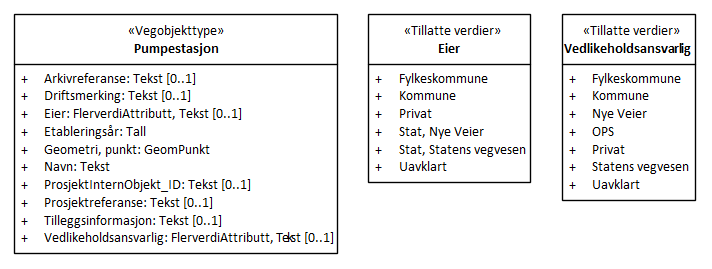 «Vegobjekttype»
Pumpestasjon
+ Arkivreferanse: Tekst [0..1]
+ Driftsmerking: Tekst [0..1]
+ Eier: FlerverdiAttributt, Tekst [0..1]
+ Etableringsår: Tall
+ Geometri, punkt: GeomPunkt
+ Navn: Tekst
+ ProsjektInternObjekt_ID: Tekst [0..1]
+ Prosjektreferanse: Tekst [0..1]
+ Tilleggsinformasjon: Tekst [0..1]
+ Vedlikeholdsansvarlig: FlerverdiAttributt, Tekst [0..1]
«Tillatte verdier»
Eier
+ Fylkeskommune
+ Kommune
+ Privat
+ Stat, Nye Veier
+ Stat, Statens vegvesen
+ Uavklart
«Tillatte verdier»
Vedlikeholdsansvarlig
+ Fylkeskommune
+ Kommune
+ Nye Veier
+ OPS
+ Privat
+ Statens vegvesen
+ Uavklart